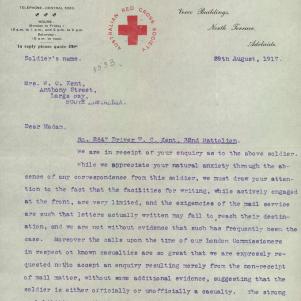 TELEPHONE—CENTRAL
HOURS:
Monday to Friday:
Saturday:
In reply please quote
AUSTRALIAN RED CROSS SOCIETY
Verco Buildings,
North Terrace,
Adelaide.
Soldier's name.
29th August, 1917.
Mrs. W. C. Kent,
Anthony Street,
Largs Bay,
SOUTH AUSTRALIA.
Dear Madam,
Driver W. C. Kent, 32nd Battalion.
We are in receipt of your enquiry as to the above soldier.
While we appreciate your natural anxiety through the ab-
sence of any correspondence from this soldier, we must draw your atten-
tion to the fact that the facilities for writing, while actively engaged
at the front, are very limited, and the exigencies of the mail service
are such that letters actually written may fail to reach their destin-
ation, and we are not without evidence that such has frequently been the
case. Moreover the calls upon the time of our London Commissioners
in respect of known casualties are so great that we are expressly re-
quested not to accept an enquiry resulting merely from the non-receipt
of mail matter, without some additional evidence, suggesting that the
soldier is either officially or unofficially a casualty. The strong